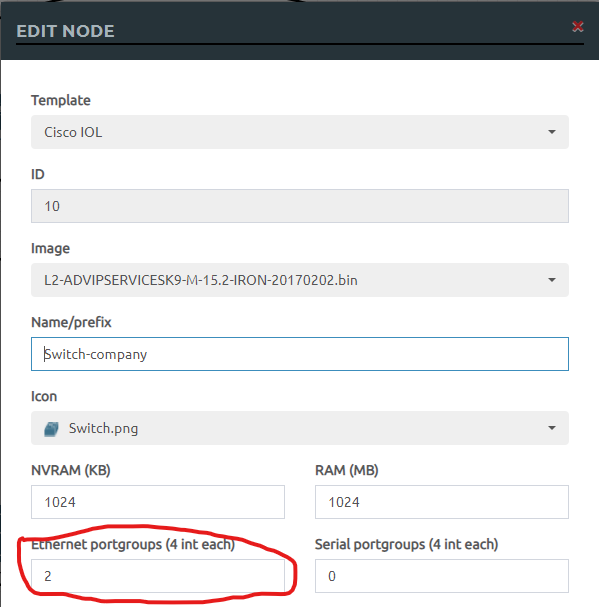 EDIT NODE
Template
Cisco IOL
ID
10
Image
L2-ADVIPSERVICESK9-M-15.2-IRON-20170202.bin
Name/prefix
Switch-company
Icon
Switch.png
NVRAM (KB) RAM (MB)
1024 1024
Ethernet portgroups (4 int each) Serial portgroups (4 int each)
2 0